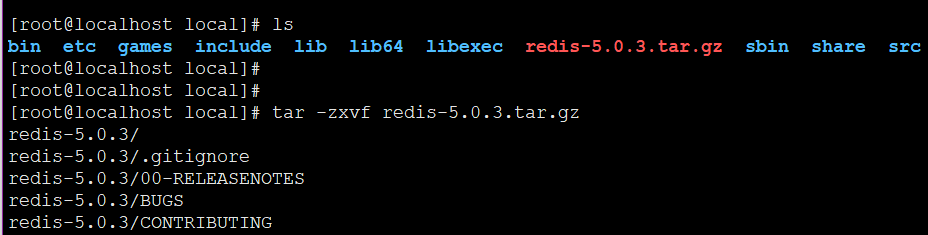 [root@localhost local]# ls
bin  etc  games  include  lib  lib64  libexec  redis-5.0.3.tar.gz  sbin  share  src
[root@localhost local]#
[root@localhost local]#
[root@localhost local]# tar -zxvf redis-5.0.3.tar.gz
redis-5.0.3/
redis-5.0.3/.gitignore
redis-5.0.3/00-RELEASENOTES
redis-5.0.3/BUGS
redis-5.0.3/CONTRIBUTING